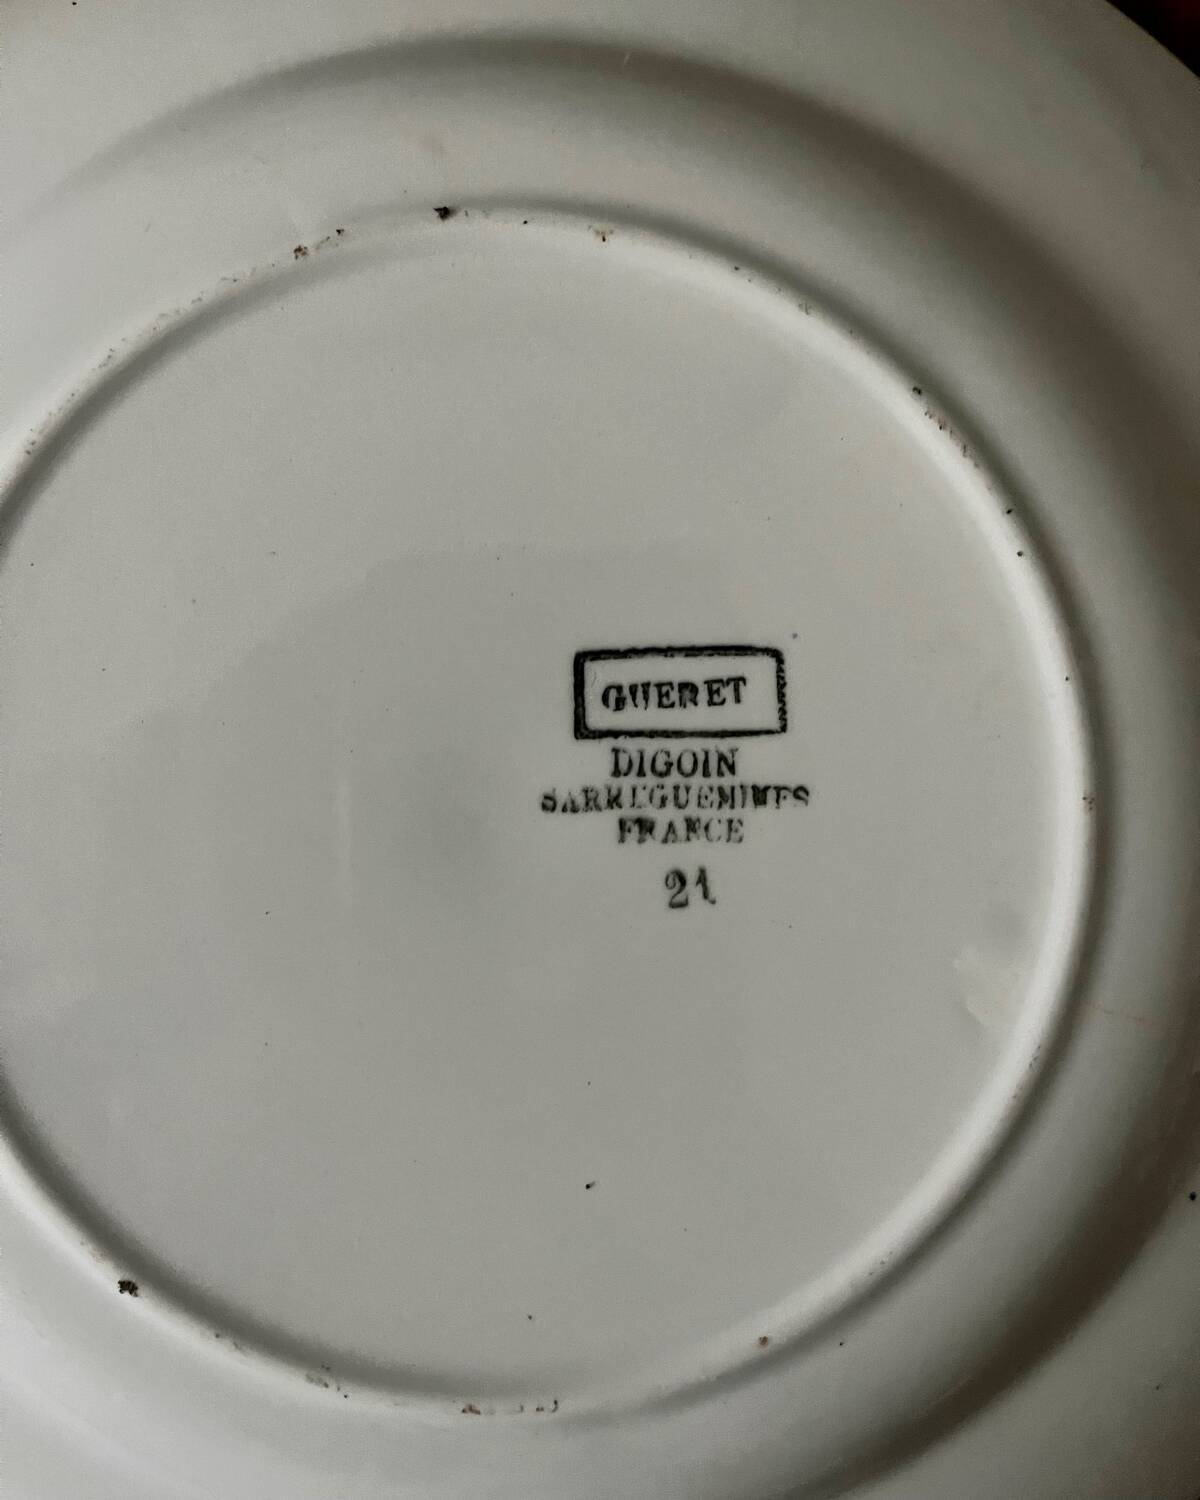 GUERET
DIGOIN
SARREGUEMINES
FRANCE
21